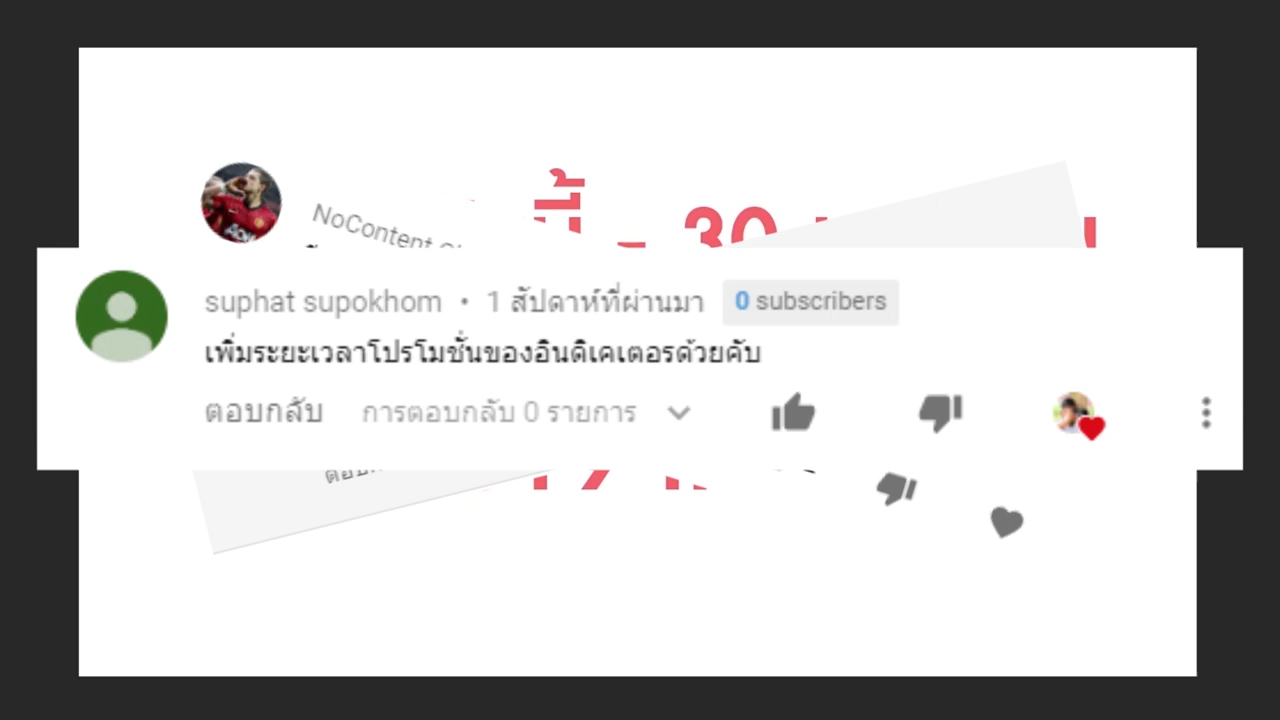 30
NoContent
suphat supokhom • 1 สัปดาห์ที่ผ่านมา 0 subscribers
เพิ่มระยะเวลาโปรโมชั่นของอินดิเคเตอรด้วยคับ
ตอบกลับ การตอบกลับ 0 รายการ